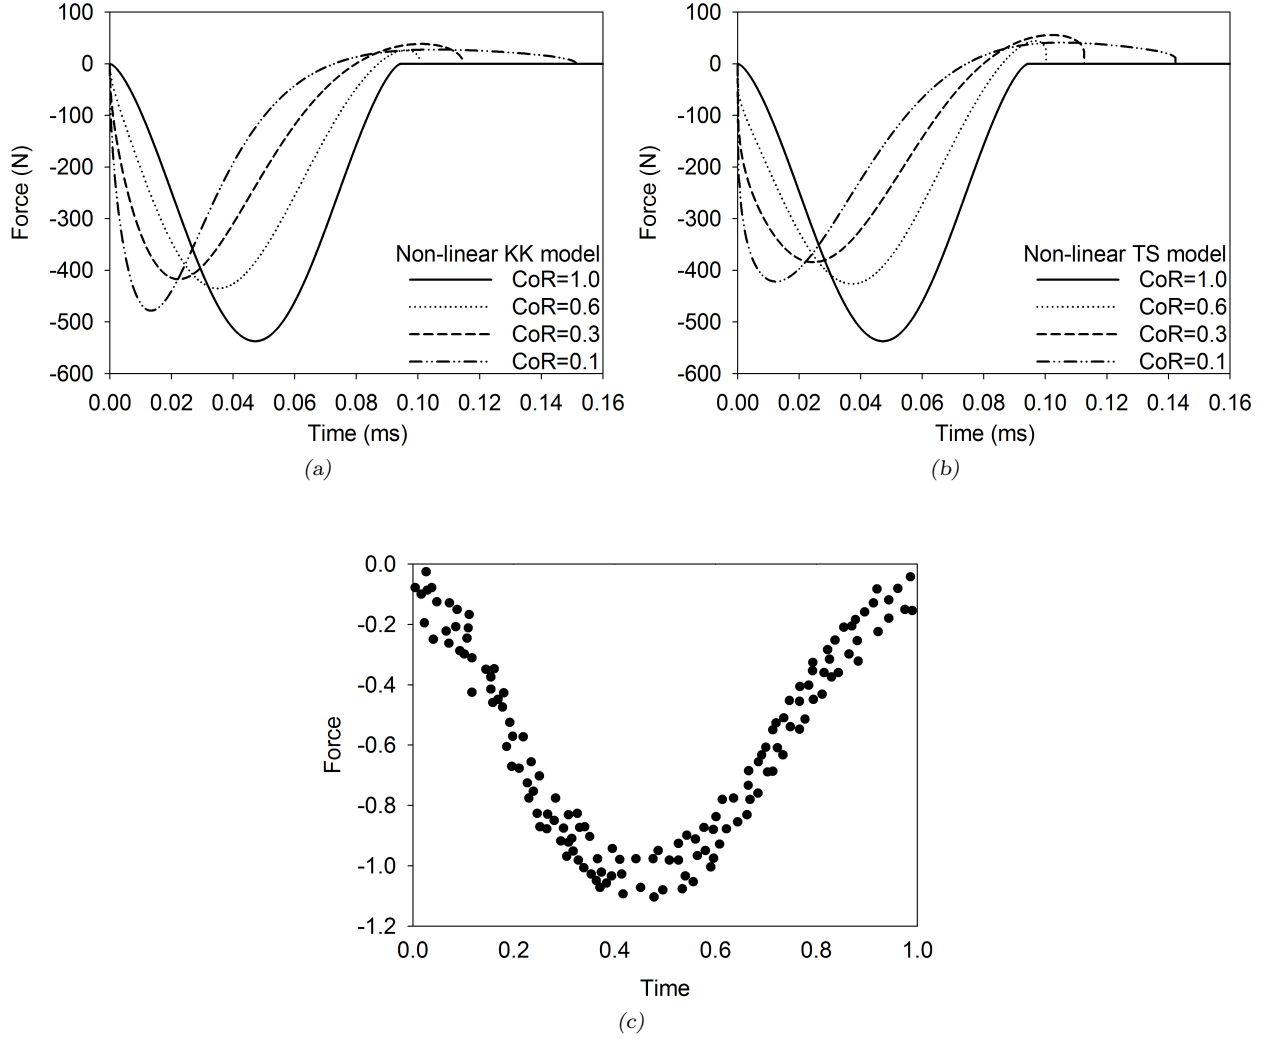 100
0
-100
-200
-300
-400
-500
-600
Force (N)
0.00 0.02 0.04 0.06 0.08 0.10 0.12 0.14 0.16
Time (ms)
Non-linear KK model
CoR=1.0
CoR=0.6
CoR=0.3
CoR=0.1
(a)
100
0
-100
-200
-300
-400
-500
-600
Force (N)
0.00 0.02 0.04 0.06 0.08 0.10 0.12 0.14 0.16
Time (ms)
Non-linear TS model
CoR=1.0
CoR=0.6
CoR=0.3
CoR=0.1
(b)
0.0
-0.2
-0.4
-0.6
-0.8
-1.0
-1.2
Force
0.0 0.2 0.4 0.6 0.8 1.0
Time
(c)